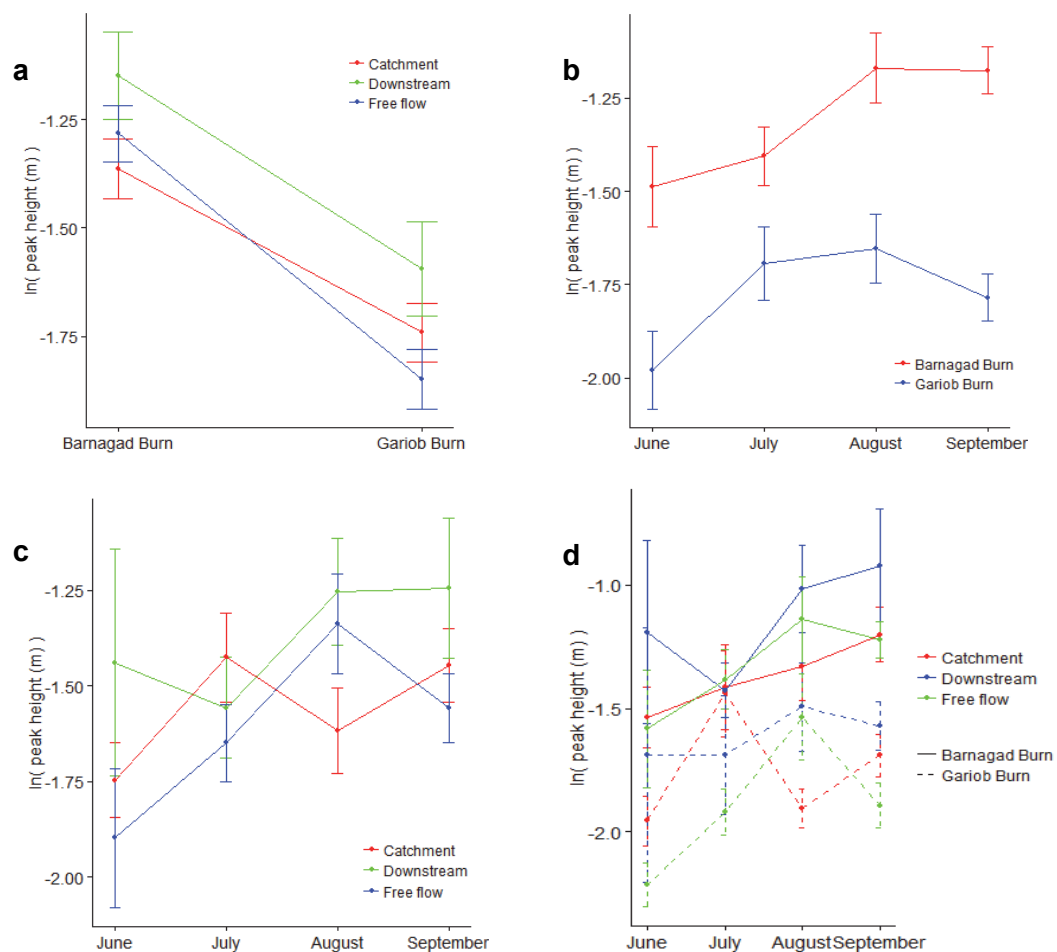 a
Catchment
Downstream
Free flow
ln( peak height (m) )
-1.25
-1.50
-1.75
Barnagad Burn
Gariob Burn
b
ln( peak height (m) )
-1.25
-1.50
-1.75
-2.00
Barnagad Burn
Gariob Burn
June
July
August
September
c
ln( peak height (m) )
-1.25
-1.50
-1.75
-2.00
Catchment
Downstream
Free flow
June
July
August
September
d
ln( peak height (m) )
-1.0
-1.5
-2.0
Catchment
Downstream
Free flow
Barnagad Burn
Gariob Burn
June
July
August
September